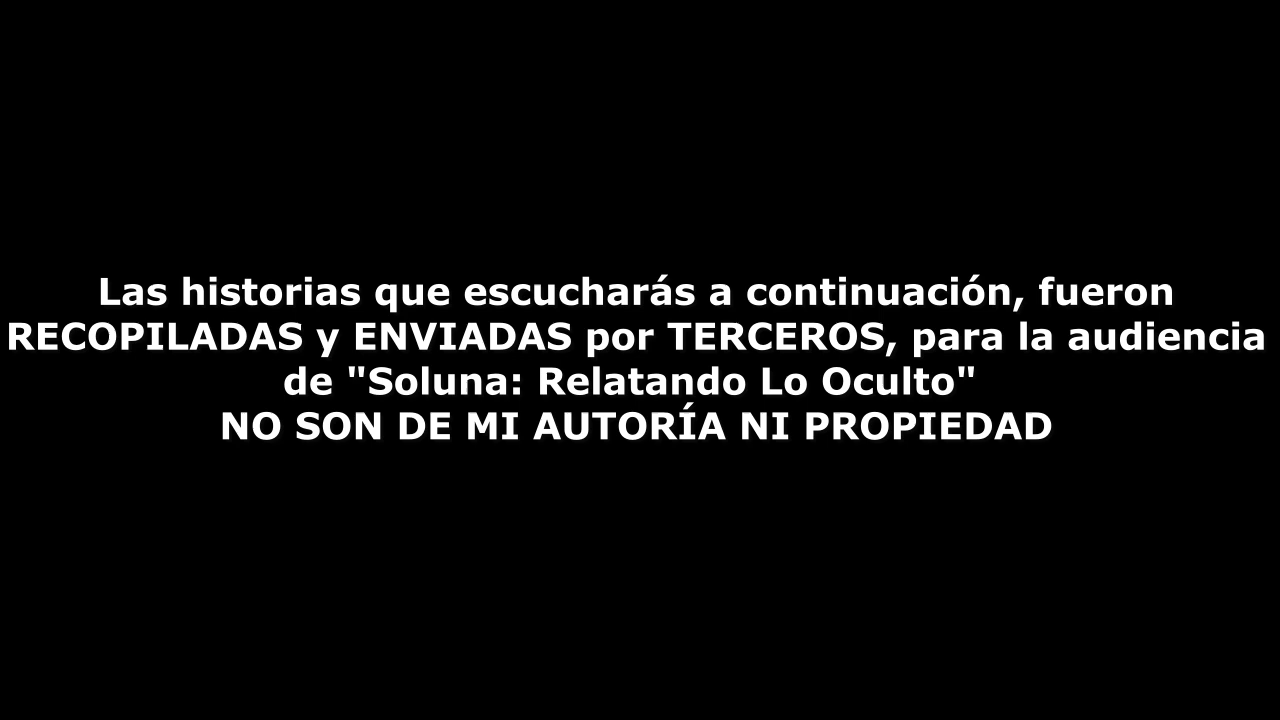 Las historias que escucharás a continuación, fueron
RECOPILADAS y ENVIADAS por TERCEROS, para la audiencia
de "Soluna: Relatando Lo Oculto"
NO SON DE MI AUTORÍA NI PROPIEDAD